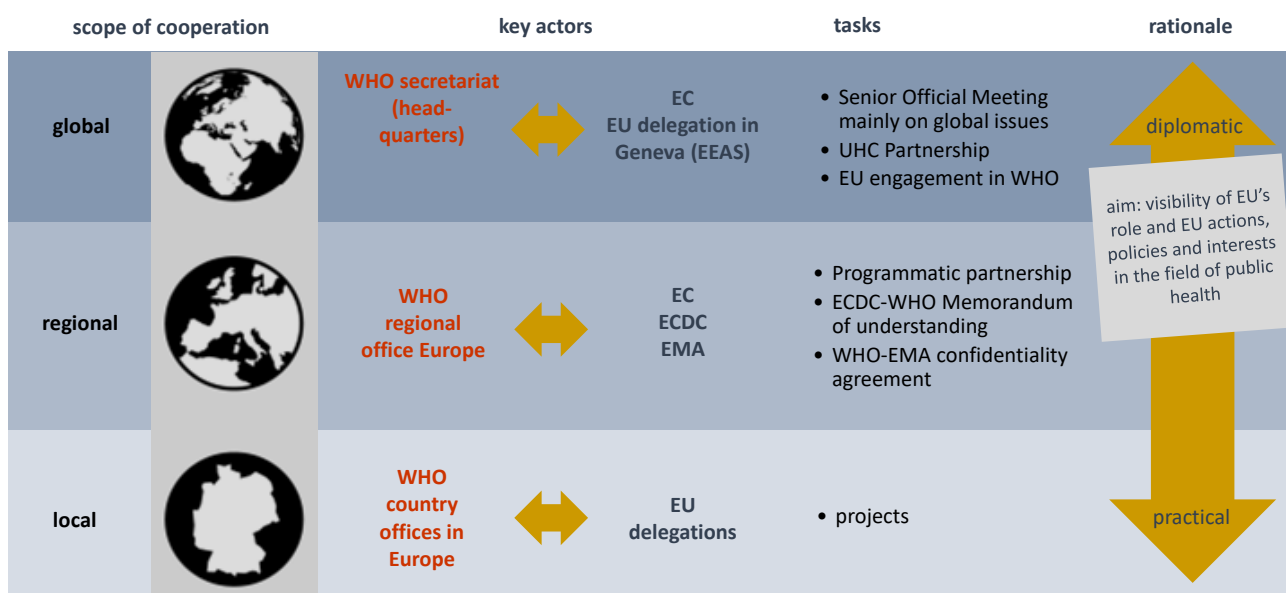 scope of cooperation
key actors
tasks
rationale
global
WHO secretariat
(head-
quarters)
EC
EU delegation in
Geneva (EEAS)
• Senior Official Meeting
mainly on global issues
• UHC Partnership
• EU engagement in WHO
diplomatic
aim: visibility of EU's
role and EU actions,
policies and interests
in the field of public
health
regional
WHO
regional
office Europe
EC
ECDC
EMA
• Programmatic partnership
• ECDC-WHO Memorandum
of understanding
• WHO-EMA confidentiality
agreement
local
WHO
country
offices in
Europe
EU
delegations
• projects
practical